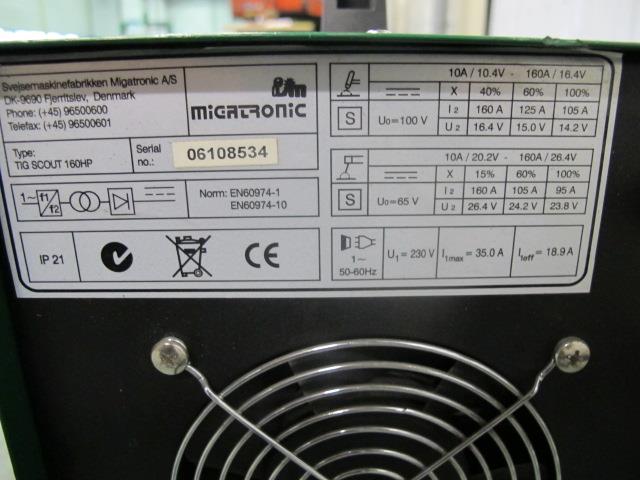 Svejsemaskinefabrikken Migatronic A/S
DK-9690 Fjerritslev, Denmark
Phone: (+45) 96500600
Telefax: (+45) 96500601
MIGATRONIC
Type:
TIG SCOUT 160HP
Serial no.: 06108534
1~ f1 f2
Norm: EN60974-1
EN60974-10
IP 21
CE
10A / 10.4V - 160A / 16.4V
X 40% 60% 100%
S U0=100 V I2 160 A 125 A 105 A
U2 16.4 V 15.0 V 14.2 V
10A / 20.2V - 160A / 26.4V
X 15% 60% 100%
S U0=65 V I2 160 A 105 A 95 A
U2 26.4 V 24.2 V 23.8 V
1~
50-60Hz
U1 = 230 V I1max = 35.0 A I1eff = 18.9 A